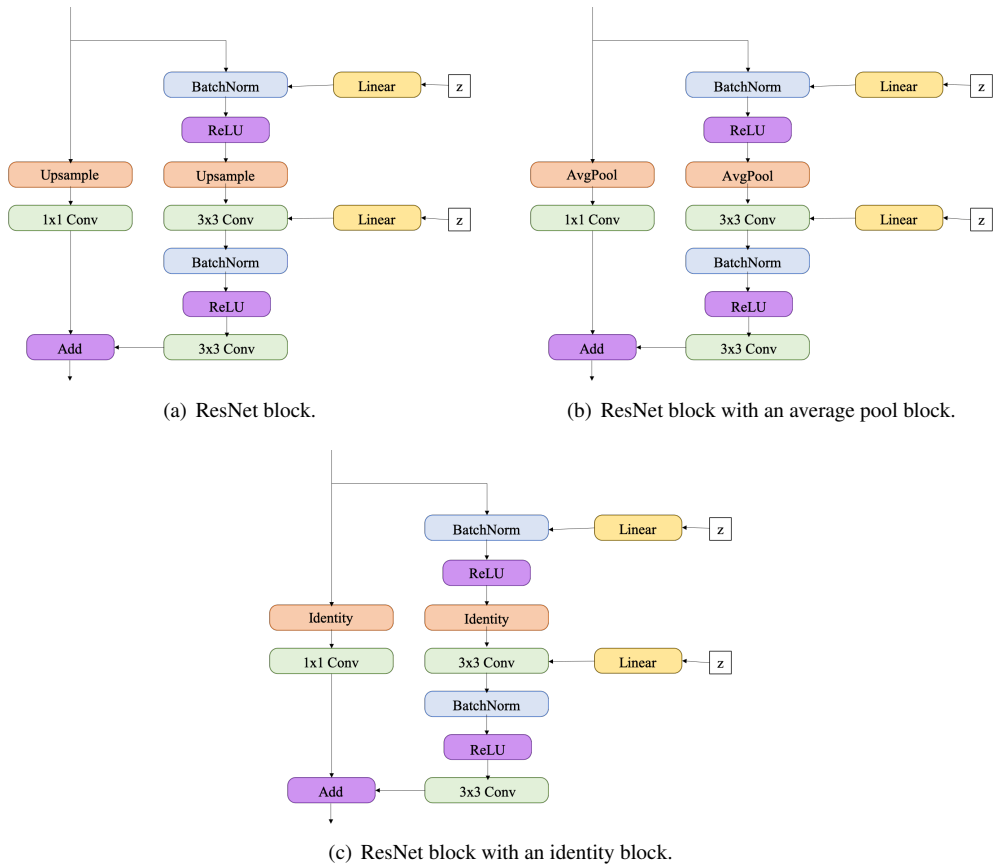 BatchNorm
Linear
z
ReLU
Upsample
Upsample
1x1 Conv
3x3 Conv
Linear
z
BatchNorm
ReLU
Add
3x3 Conv
(a) ResNet block.
BatchNorm
Linear
z
ReLU
AvgPool
AvgPool
1x1 Conv
3x3 Conv
Linear
z
BatchNorm
ReLU
Add
3x3 Conv
(b) ResNet block with an average pool block.
BatchNorm
Linear
z
ReLU
Identity
Identity
1x1 Conv
3x3 Conv
Linear
z
BatchNorm
ReLU
Add
3x3 Conv
(c) ResNet block with an identity block.